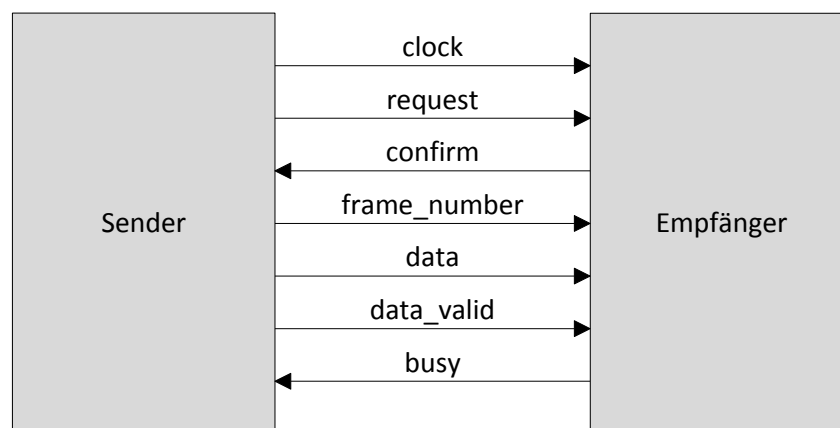 clock
request
confirm
Sender
frame_number
Empfänger
data
data_valid
busy